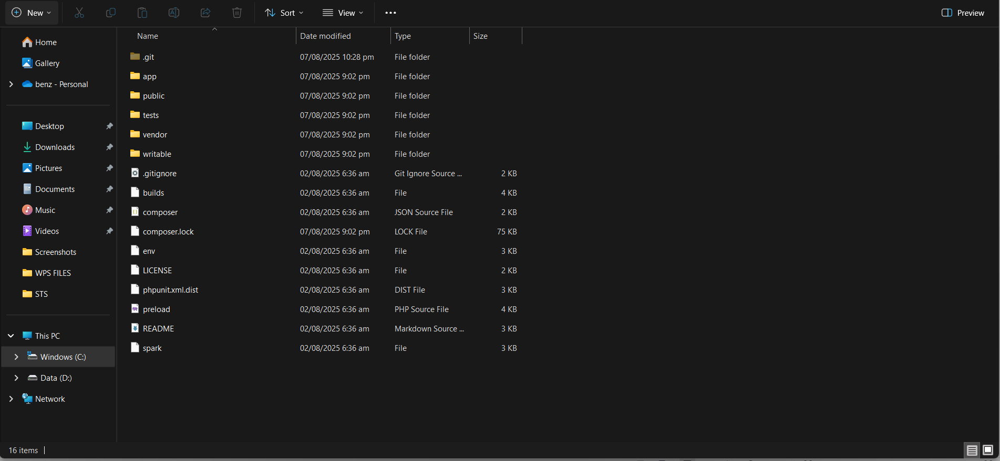 New Sort View ••• Preview
Home
Gallery
benz - Personal
Desktop
Downloads
Pictures
Documents
Music
Videos
Screenshots
WPS FILES
STS
This PC
Windows (C:)
Data (D:)
Network
Name Date modified Type Size
.git 07/08/2025 10:28 pm File folder
app 07/08/2025 9:02 pm File folder
public 07/08/2025 9:02 pm File folder
tests 07/08/2025 9:02 pm File folder
vendor 07/08/2025 9:02 pm File folder
writable 07/08/2025 9:02 pm File folder
.gitignore 02/08/2025 6:36 am Git Ignore Source ... 2 KB
builds 02/08/2025 6:36 am File 4 KB
composer 02/08/2025 6:36 am JSON Source File 2 KB
composer.lock 07/08/2025 9:02 pm LOCK File 75 KB
env 02/08/2025 6:36 am File 3 KB
LICENSE 02/08/2025 6:36 am File 2 KB
phpunit.xml.dist 02/08/2025 6:36 am DIST File 3 KB
preload 02/08/2025 6:36 am PHP Source File 4 KB
README 02/08/2025 6:36 am Markdown Source ... 3 KB
spark 02/08/2025 6:36 am File 3 KB
16 items